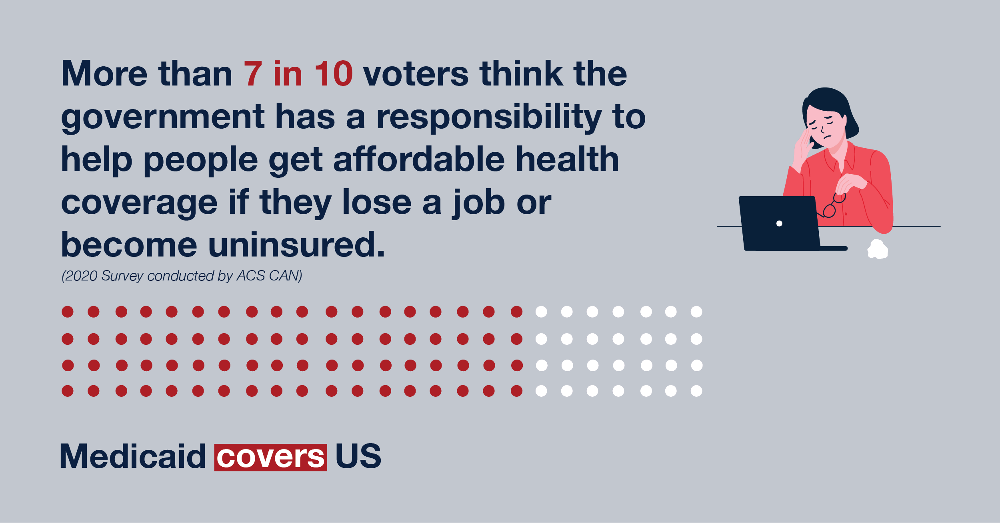 More than 7 in 10 voters think the
government has a responsibility to
help people get affordable health
coverage if they lose a job or
become uninsured.
(2020 Survey conducted by ACS CAN)
Medicaid covers US